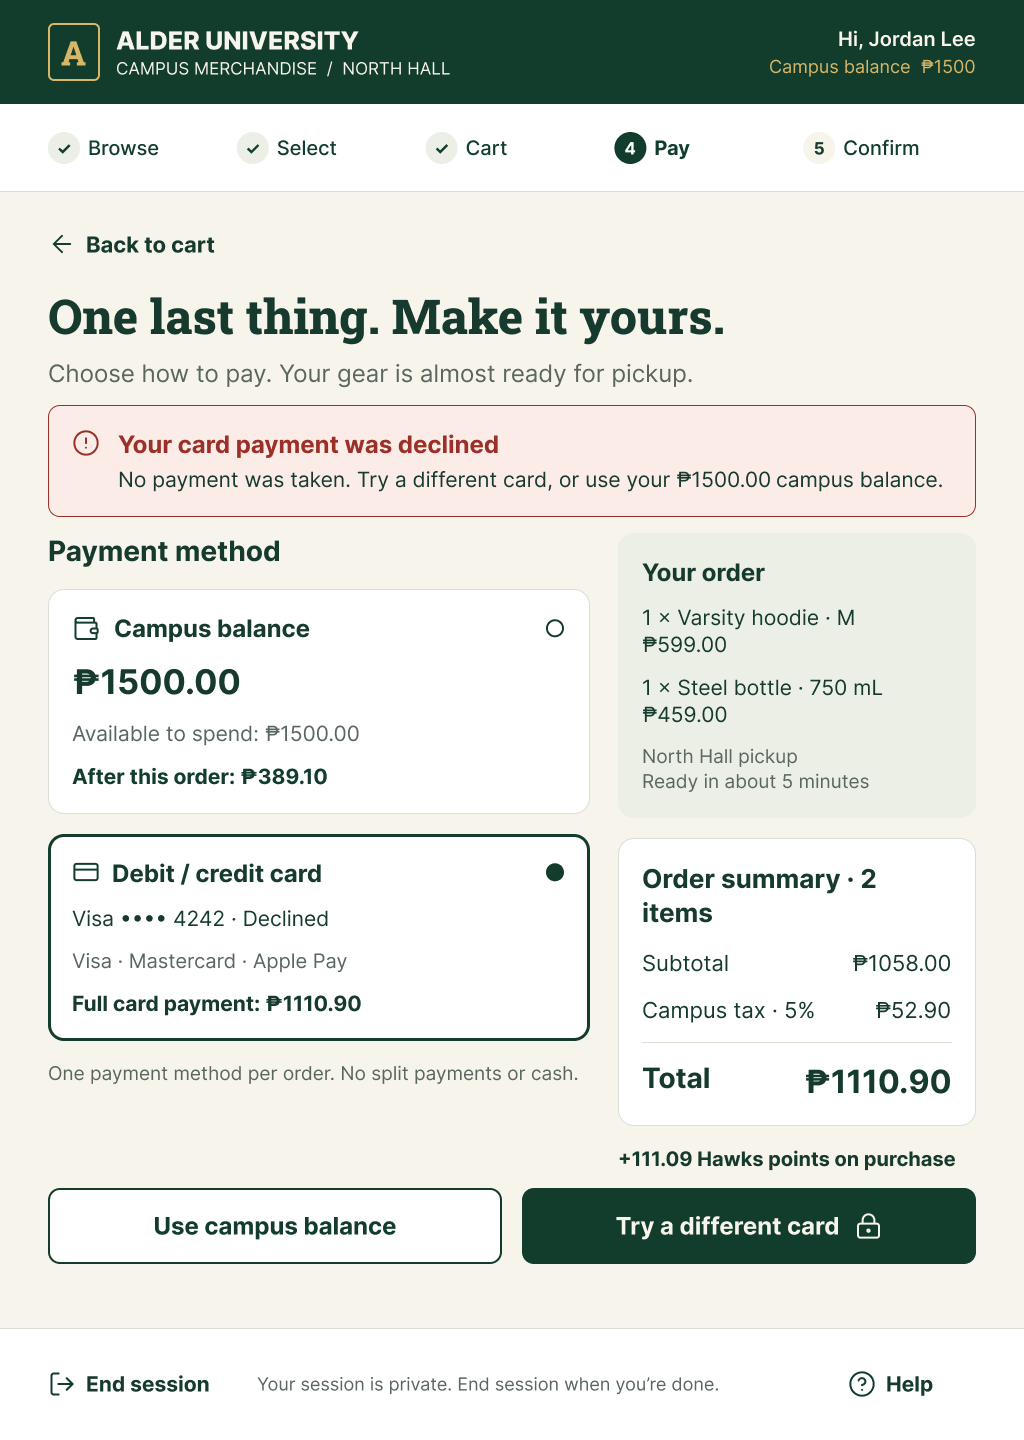 A
ALDER UNIVERSITY
CAMPUS MERCHANDISE / NORTH HALL
Hi, Jordan Lee
Campus balance ₱1500
Browse
Select
Cart
4 Pay
5 Confirm
Back to cart
One last thing. Make it yours.
Choose how to pay. Your gear is almost ready for pickup.
Your card payment was declined
No payment was taken. Try a different card, or use your ₱1500.00 campus balance.
Payment method
Campus balance
₱1500.00
Available to spend: ₱1500.00
After this order: ₱389.10
Debit / credit card
Visa •••• 4242 · Declined
Visa · Mastercard · Apple Pay
Full card payment: ₱1110.90
One payment method per order. No split payments or cash.
Your order
1 × Varsity hoodie · M
₱599.00
1 × Steel bottle · 750 mL
₱459.00
North Hall pickup
Ready in about 5 minutes
Order summary · 2
items
Subtotal ₱1058.00
Campus tax · 5% ₱52.90
Total ₱1110.90
+111.09 Hawks points on purchase
Use campus balance
Try a different card
End session
Your session is private. End session when you’re done.
Help